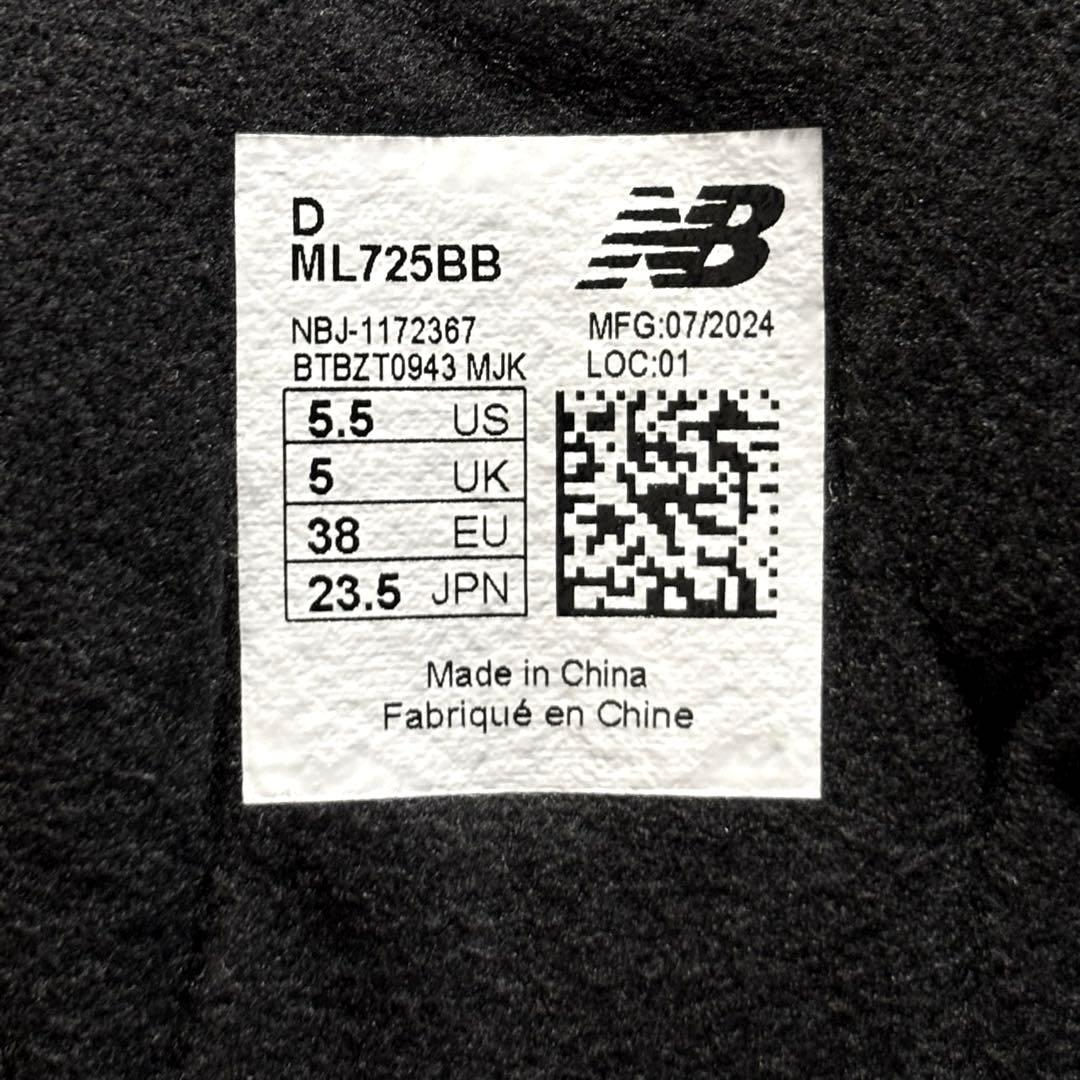 D
ML725BB
NB
NBJ-1172367
MFG:07/2024
BTBZT0943 MJK
LOC:01
5.5 US
5 UK
38 EU
23.5 JPN
Made in China
Fabriqué en Chine